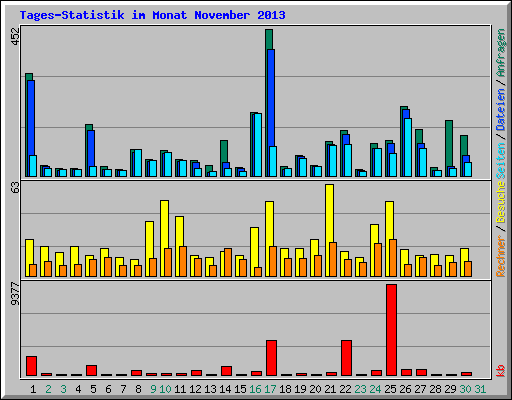 Tages-Statistik im Monat November 2013
452
63
9377
Rechner / Besuche Seiten / Dateien / Anfragen
kb
1 2 3 4 5 6 7 8 9 10 11 12 13 14 15 16 17 18 19 20 21 22 23 24 25 26 27 28 29 30 31